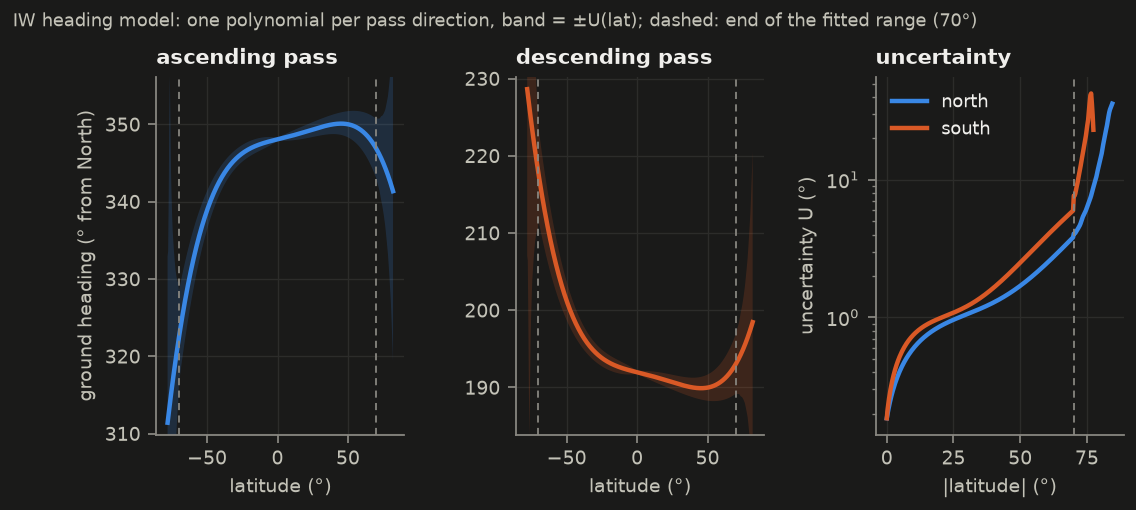 IW heading model: one polynomial per pass direction, band = ±U(lat); dashed: end of the fitted range (70°)
ascending pass
descending pass
uncertainty
ground heading (° from North)
350
340
330
320
310
−50
0
50
latitude (°)
230
220
210
200
190
−50
0
50
latitude (°)
uncertainty U (°)
north
south
10¹
10⁰
0
25
50
75
|latitude| (°)